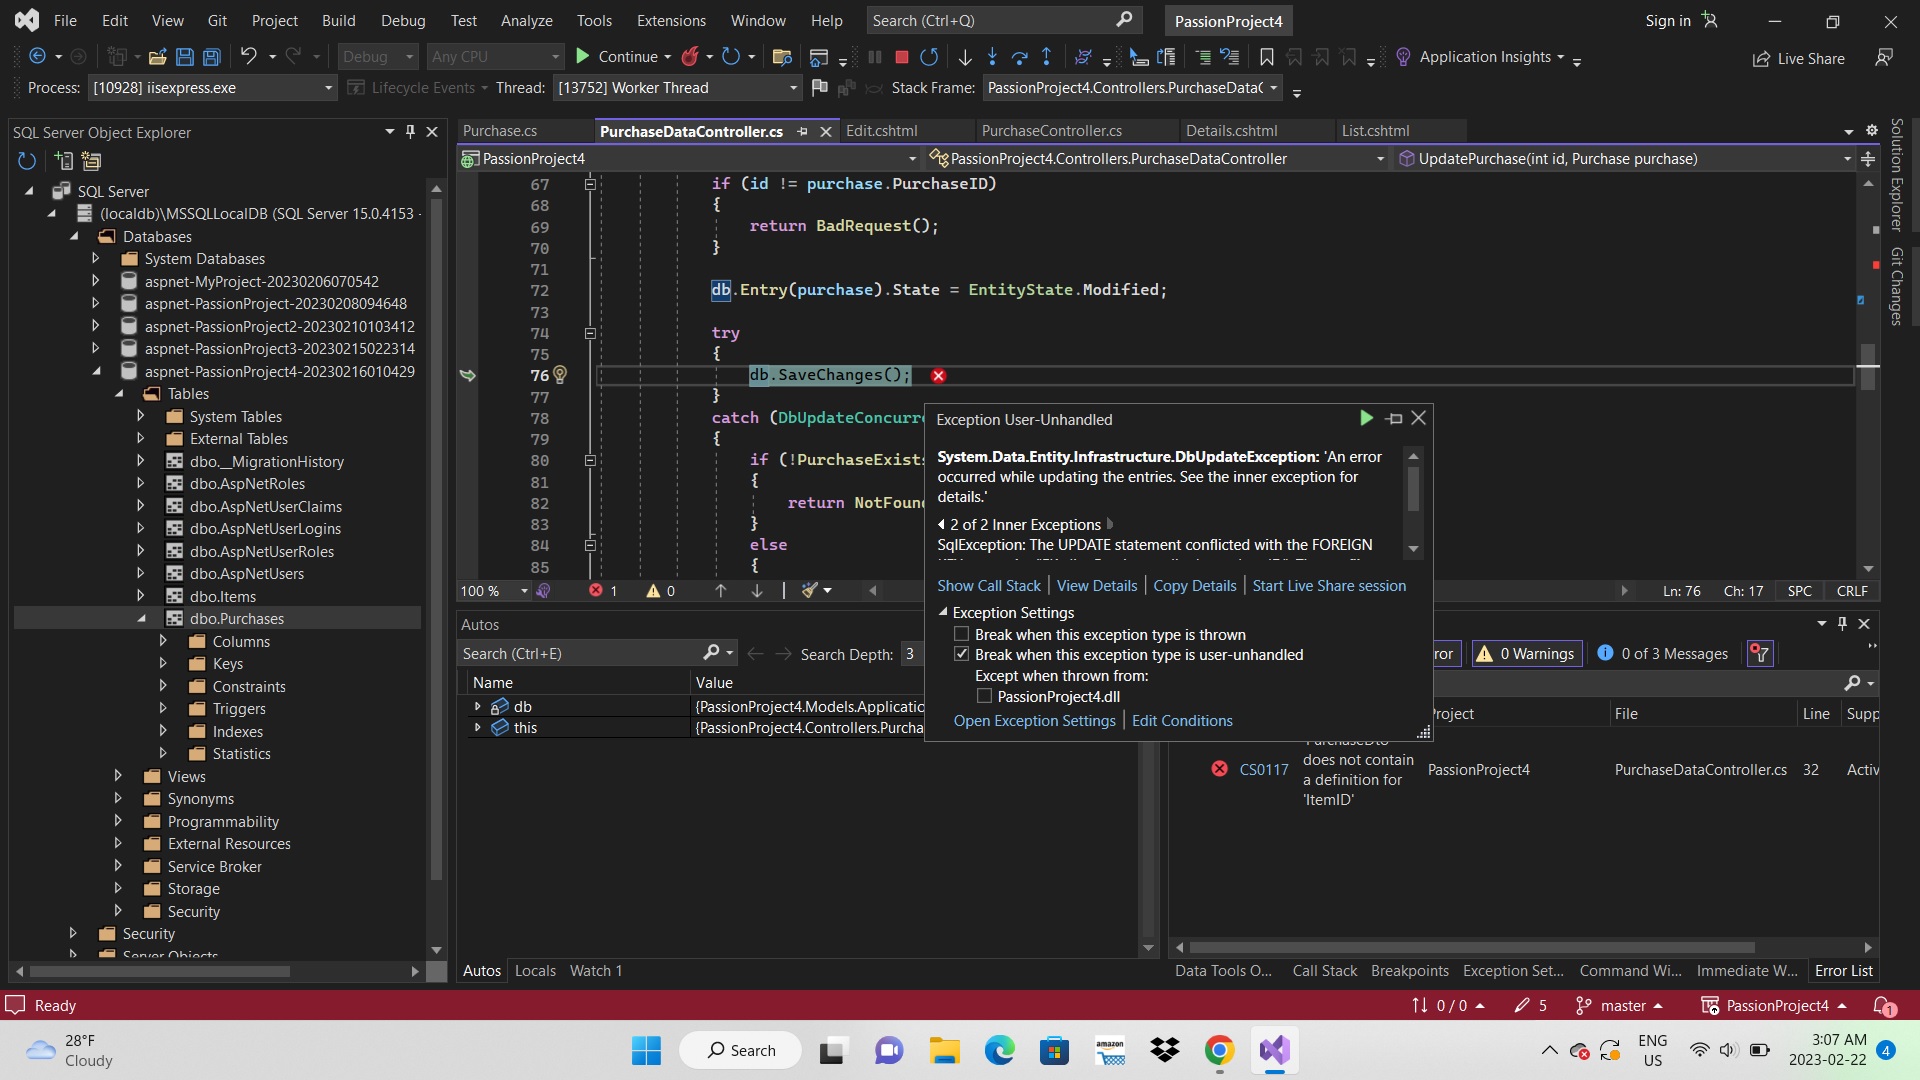 File Edit View Git Project Build Debug Test Analyze Tools Extensions Window Help Search (Ctrl+Q) PassionProject4 Sign in
Debug Any CPU Continue Application Insights Live Share
Process: [10928] iisexpress.exe Lifecycle Events Thread: [13752] Worker Thread Stack Frame: PassionProject4.Controllers.PurchaseData(
SQL Server Object Explorer
SQL Server
(localdb)\MSSQLLocalDB (SQL Server 15.0.4153 -
Databases
System Databases
aspnet-MyProject-20230206070542
aspnet-PassionProject-20230208094648
aspnet-PassionProject2-20230210103412
aspnet-PassionProject3-20230215022314
aspnet-PassionProject4-20230216010429
Tables
System Tables
External Tables
dbo.__MigrationHistory
dbo.AspNetRoles
dbo.AspNetUserClaims
dbo.AspNetUserLogins
dbo.AspNetUserRoles
dbo.AspNetUsers
dbo.Items
dbo.Purchases
Columns
Keys
Constraints
Triggers
Indexes
Statistics
Views
Synonyms
Programmability
External Resources
Service Broker
Storage
Security
Security
Server Objects
Purchase.cs PurchaseDataController.cs Edit.cshtml PurchaseController.cs Details.cshtml List.cshtml
PassionProject4 PassionProject4.Controllers.PurchaseDataController UpdatePurchase(int id, Purchase purchase)
67 if (id != purchase.PurchaseID)
68 {
69 return BadRequest();
70 }
71
72 db.Entry(purchase).State = EntityState.Modified;
73
74 try
75 {
76 db.SaveChanges();
77 }
78 catch (DbUpdateConcurre
79 {
80 if (!PurchaseExists
81 {
82 return NotFoun
83 }
84 else
85 {
Exception User-Unhandled
System.Data.Entity.Infrastructure.DbUpdateException: 'An error
occurred while updating the entries. See the inner exception for
details.'
2 of 2 Inner Exceptions
SqlException: The UPDATE statement conflicted with the FOREIGN
Show Call Stack View Details Copy Details Start Live Share session
Exception Settings
Break when this exception type is thrown
Break when this exception type is user-unhandled
Except when thrown from:
PassionProject4.dll
Open Exception Settings Edit Conditions
100 % 1 0 Ln: 76 Ch: 17 SPC CRLF
Autos
Search (Ctrl+E) Search Depth: 3
Name Value
db {PassionProject4.Models.Applicatio
this {PassionProject4.Controllers.Purcha
ror 0 Warnings 0 of 3 Messages
Project File Line Supp
CS0117
does not contain
a definition for
'ItemID'
PassionProject4 PurchaseDataController.cs 32 Activ
Autos Locals Watch 1
Data Tools O... Call Stack Breakpoints Exception Set... Command Wi... Immediate W... Error List
Solution Explorer
Git Changes
Ready 0 / 0 5 master PassionProject4 1
28°F
Cloudy
Search
amazon
ENG
US
3:07 AM
2023-02-22
4